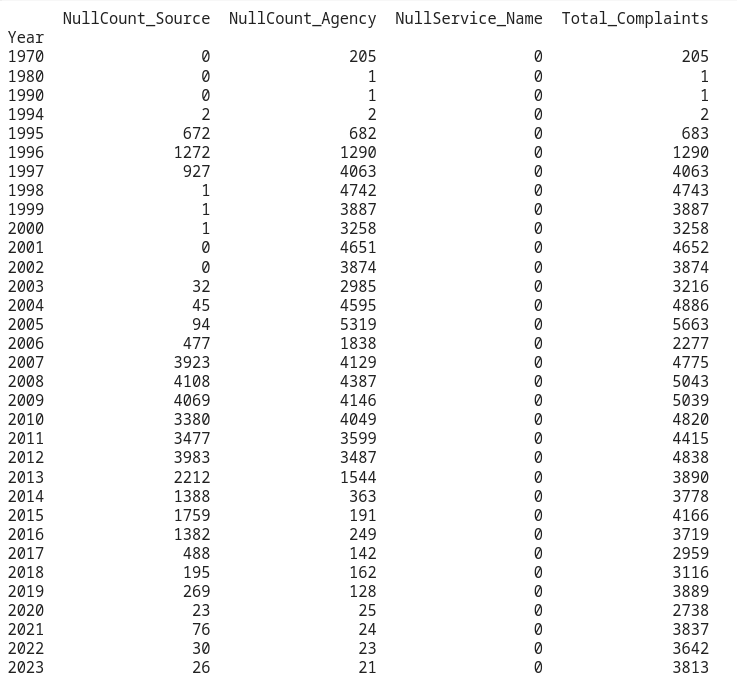 NullCount_Source NullCount_Agency NullService_Name Total_Complaints
Year
1970 0 205 0 205
1980 0 1 0 1
1990 0 1 0 1
1994 2 2 0 2
1995 672 682 0 683
1996 1272 1290 0 1290
1997 927 4063 0 4063
1998 1 4742 0 4743
1999 1 3887 0 3887
2000 1 3258 0 3258
2001 0 4651 0 4652
2002 0 3874 0 3874
2003 32 2985 0 3216
2004 45 4595 0 4886
2005 94 5319 0 5663
2006 477 1838 0 2277
2007 3923 4129 0 4775
2008 4108 4387 0 5043
2009 4069 4146 0 5039
2010 3380 4049 0 4820
2011 3477 3599 0 4415
2012 3983 3487 0 4838
2013 2212 1544 0 3890
2014 1388 363 0 3778
2015 1759 191 0 4166
2016 1382 249 0 3719
2017 488 142 0 2959
2018 195 162 0 3116
2019 269 128 0 3889
2020 23 25 0 2738
2021 76 24 0 3837
2022 30 23 0 3642
2023 26 21 0 3813